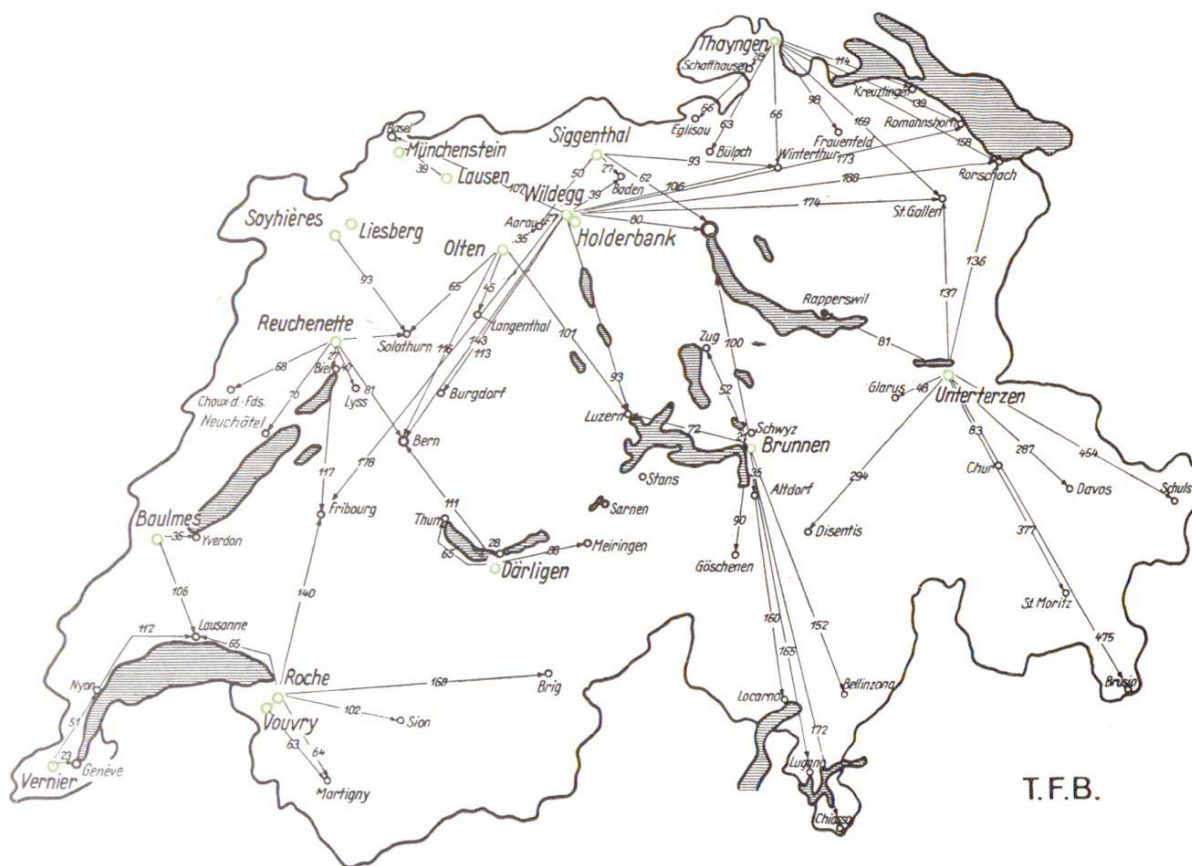 Thayngen
Schaffhausen
28
114
Kreuzlingen
39
Romahnshorn
66
Eglisau
63
66
98
169
158
Basel
Münchenstein
39
Lausen
107
Siggenthal
Bülach
Frauenfeld
93
Winterthur
173
50
27
62
39
Baden
106
188
Rorschach
Wildegg
174
St.Gallen
Soyhières
Liesberg
Aarau
35
80
Holderbank
Olten
136
93
65
45
137
Reuchenette
Solothurn
Langenthal
101
Rapperswil
116
143
113
Zug
100
81
27
Biel
68
81
Burgdorf
93
52
Glarus
48
Unterterzen
Chaux-d.-Fds.
70
Lyss
Neuchâtel
Luzern
72
Schwyz
Brunnen
83
287
454
Bern
117
178
Stans
35
Altdorf
294
Chur
Davos
Schuls
Fribourg
111
Thun
Sarnen
90
Baulmes
36
Yverdon
28
88
Meiringen
Disentis
377
65
Därligen
Göschenen
106
140
St.Moritz
112
Lausanne
65
160
152
475
165
Nyon
Roche
168
Brig
Locarno
Bellinzona
Brusio
51
Vouvry
102
Sion
172
63
64
23
Vernier
Genève
Martigny
Lugano
Chiasso
T.F.B.